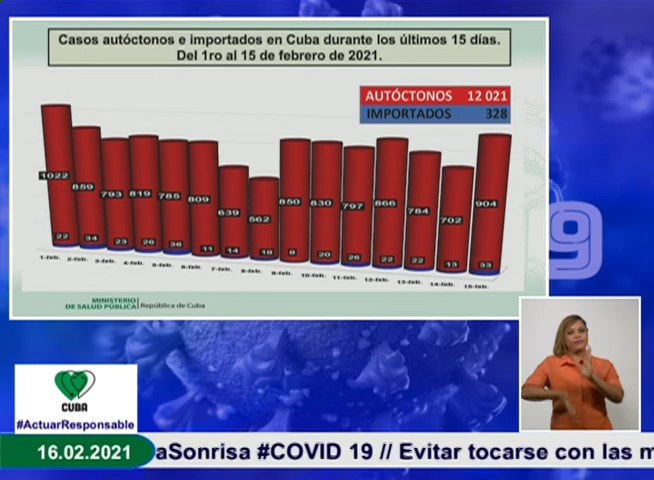 Casos autóctonos e importados en Cuba durante los últimos 15 días.
Del 1ro al 15 de febrero de 2021.
AUTÓCTONOS 12 021
IMPORTADOS 328
1022 859 793 819 785 809 639 562 850 830 797 866 784 702 904
22 34 23 26 36 11 14 18 8 20 26 22 22 13 33
1-feb. 2-feb. 3-feb. 4-feb. 5-feb. 6-feb. 7-feb. 8-feb. 9-feb. 10-feb. 11-feb. 12-feb. 13-feb. 14-feb. 15-feb.
MINISTERIO
DE SALUD PÚBLICA República de Cuba
9
CUBA
#ActuarResponsable
16.02.2021 aSonrisa #COVID 19 // Evitar tocarse con las m